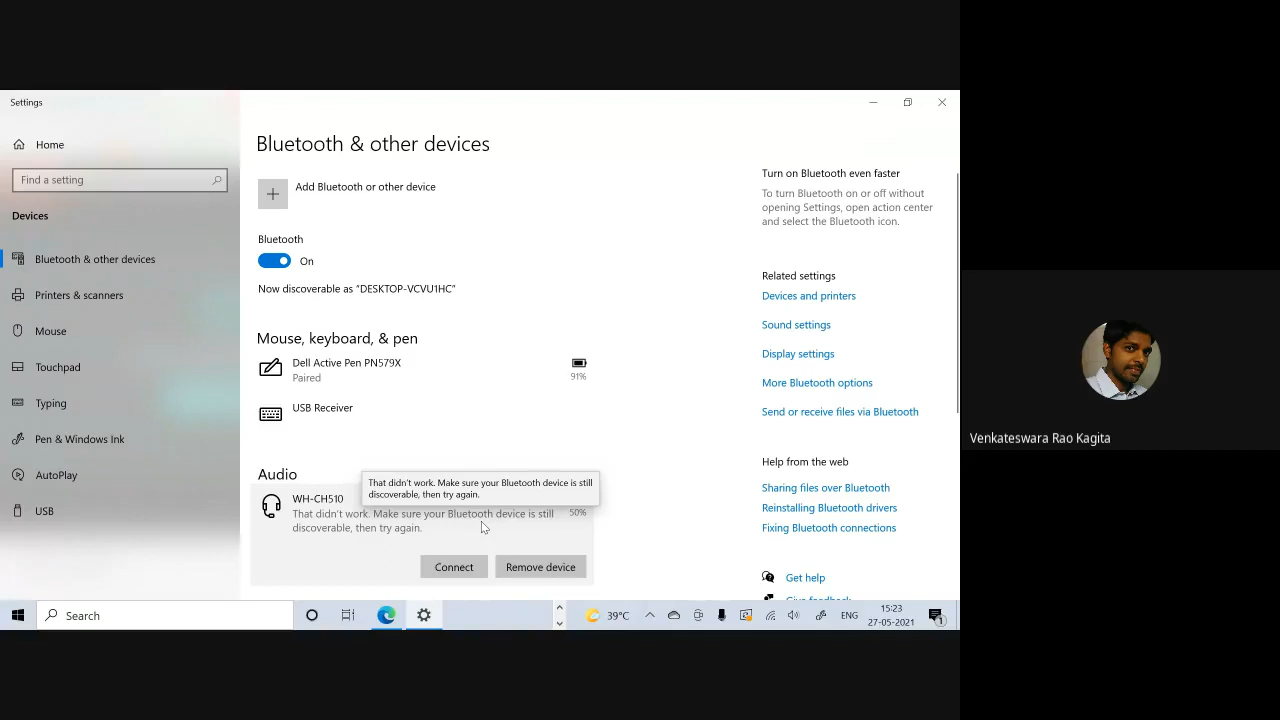 Settings
Home
Find a setting
Devices
Bluetooth & other devices
Printers & scanners
Mouse
Touchpad
Typing
Pen & Windows Ink
AutoPlay
USB
Bluetooth & other devices
Add Bluetooth or other device
Bluetooth
On
Now discoverable as “DESKTOP-VCVU1HC”
Mouse, keyboard, & pen
Dell Active Pen PN579X
Paired
91%
USB Receiver
Audio
That didn't work. Make sure your Bluetooth device is still
discoverable, then try again.
WH-CH510
That didn't work. Make sure your Bluetooth device is still
discoverable, then try again.
50%
Connect
Remove device
Turn on Bluetooth even faster
To turn Bluetooth on or off without
opening Settings, open action center
and select the Bluetooth icon.
Related settings
Devices and printers
Sound settings
Display settings
More Bluetooth options
Send or receive files via Bluetooth
Help from the web
Sharing files over Bluetooth
Reinstalling Bluetooth drivers
Fixing Bluetooth connections
Get help
Give feedback
Search
39°C
ENG
15:23
27-05-2021
1
Venkateswara Rao Kagita